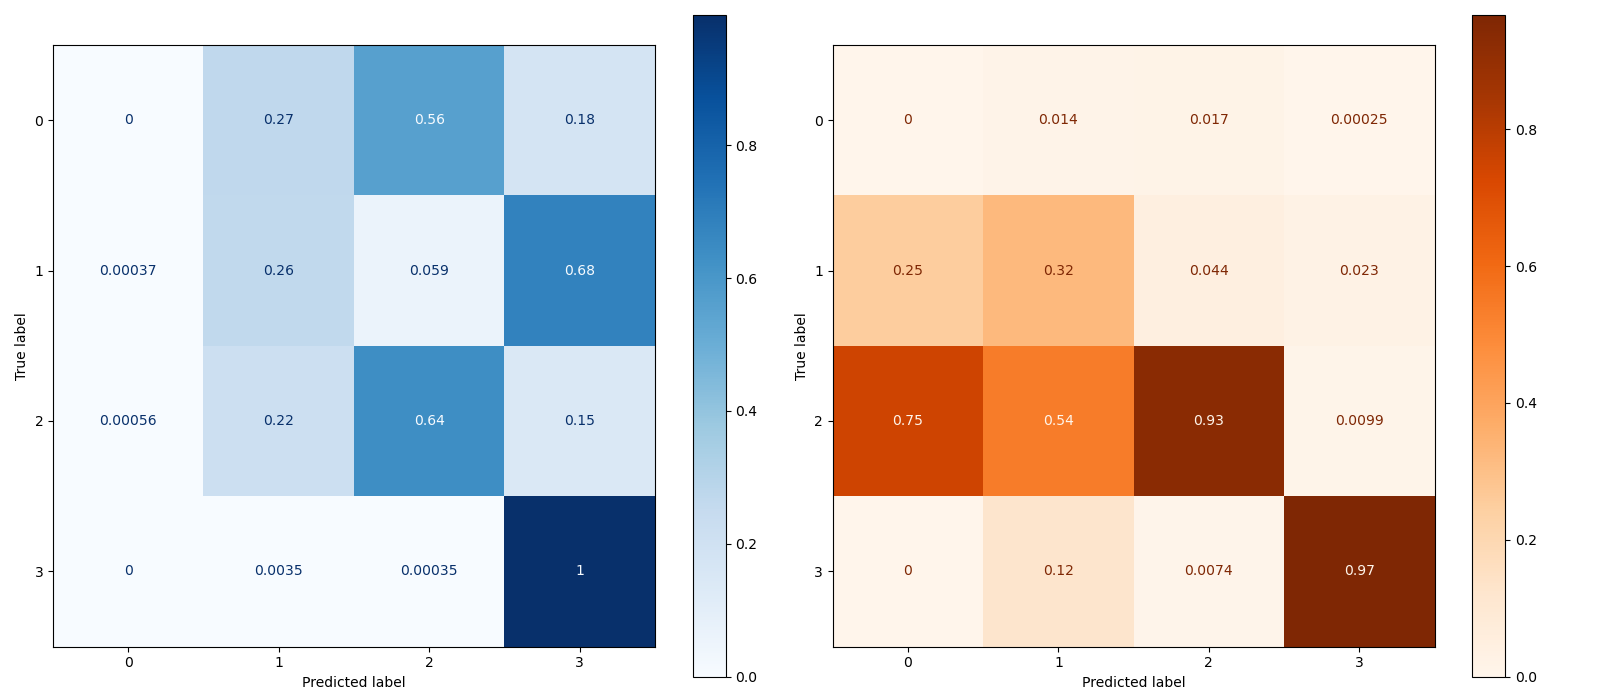 0 0.27 0.56 0.18
0
1 0.00037 0.26 0.059 0.68
2 0.00056 0.22 0.64 0.15
3 0 0.0035 0.00035 1
0 1 2 3
Predicted label
True label
0.8
0.6
0.4
0.2
0.0
0 0 0.014 0.017 0.00025
1 0.25 0.32 0.044 0.023
2 0.75 0.54 0.93 0.0099
3 0 0.12 0.0074 0.97
0 1 2 3
Predicted label
True label
0.8
0.6
0.4
0.2
0.0